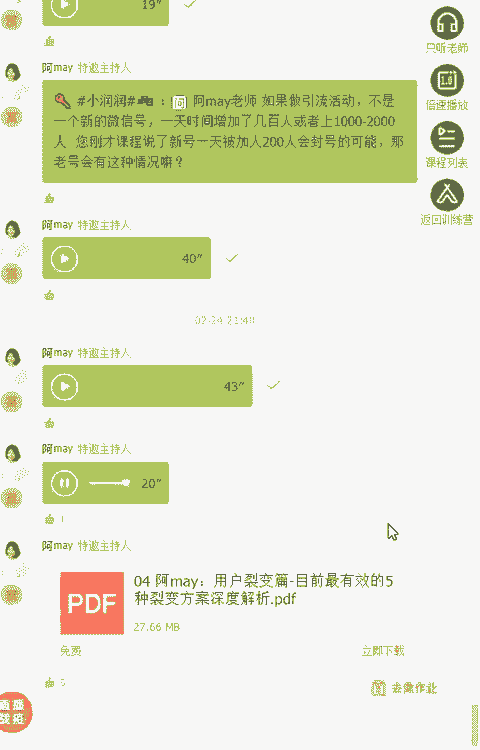 19″
只听老师
倍速播放
课程列表
返回训练营
阿may 特邀主持人
#小润润#：问 阿may老师 如果做引流活动，不是
一个新的微信号，一天时间增加了几百人或者上1000-2000
人 您刚才课程说了新号一天被加人200人会封号的可能，那
老号会有这种情况嘛？
阿may 特邀主持人
40″
02-24 21:48
阿may 特邀主持人
43″
阿may 特邀主持人
20″
1
阿may 特邀主持人
04 阿may：用户裂变篇-目前最有效的5
种裂变方案深度解析.pdf
PDF
27.66 MB
免费
立即下载
5
去做作业